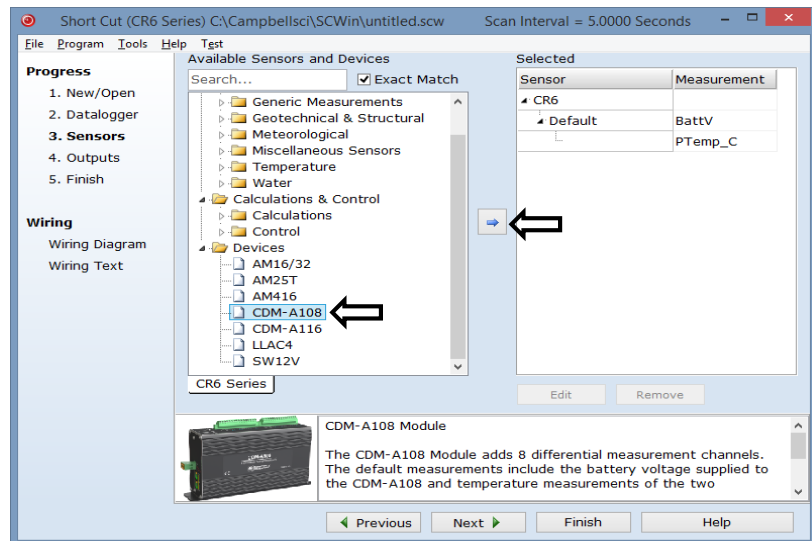 Short Cut (CR6 Series) C:\Campbellsci\SCWin\untitled.scw Scan Interval = 5.0000 Seconds
File Program Tools Help Test
Progress
1. New/Open
2. Datalogger
3. Sensors
4. Outputs
5. Finish
Wiring
Wiring Diagram
Wiring Text
Available Sensors and Devices
Search... Exact Match
Generic Measurements
Geotechnical & Structural
Meteorological
Miscellaneous Sensors
Temperature
Water
Calculations & Control
Calculations
Control
Devices
AM16/32
AM25T
AM416
CDM-A108
CDM-A116
LLAC4
SW12V
CR6 Series
Selected
Sensor Measurement
CR6
Default BattV
PTemp_C
Edit Remove
CDM-A108 Module
The CDM-A108 Module adds 8 differential measurement channels.
The default measurements include the battery voltage supplied to
the CDM-A108 and temperature measurements of the two
Previous Next Finish Help